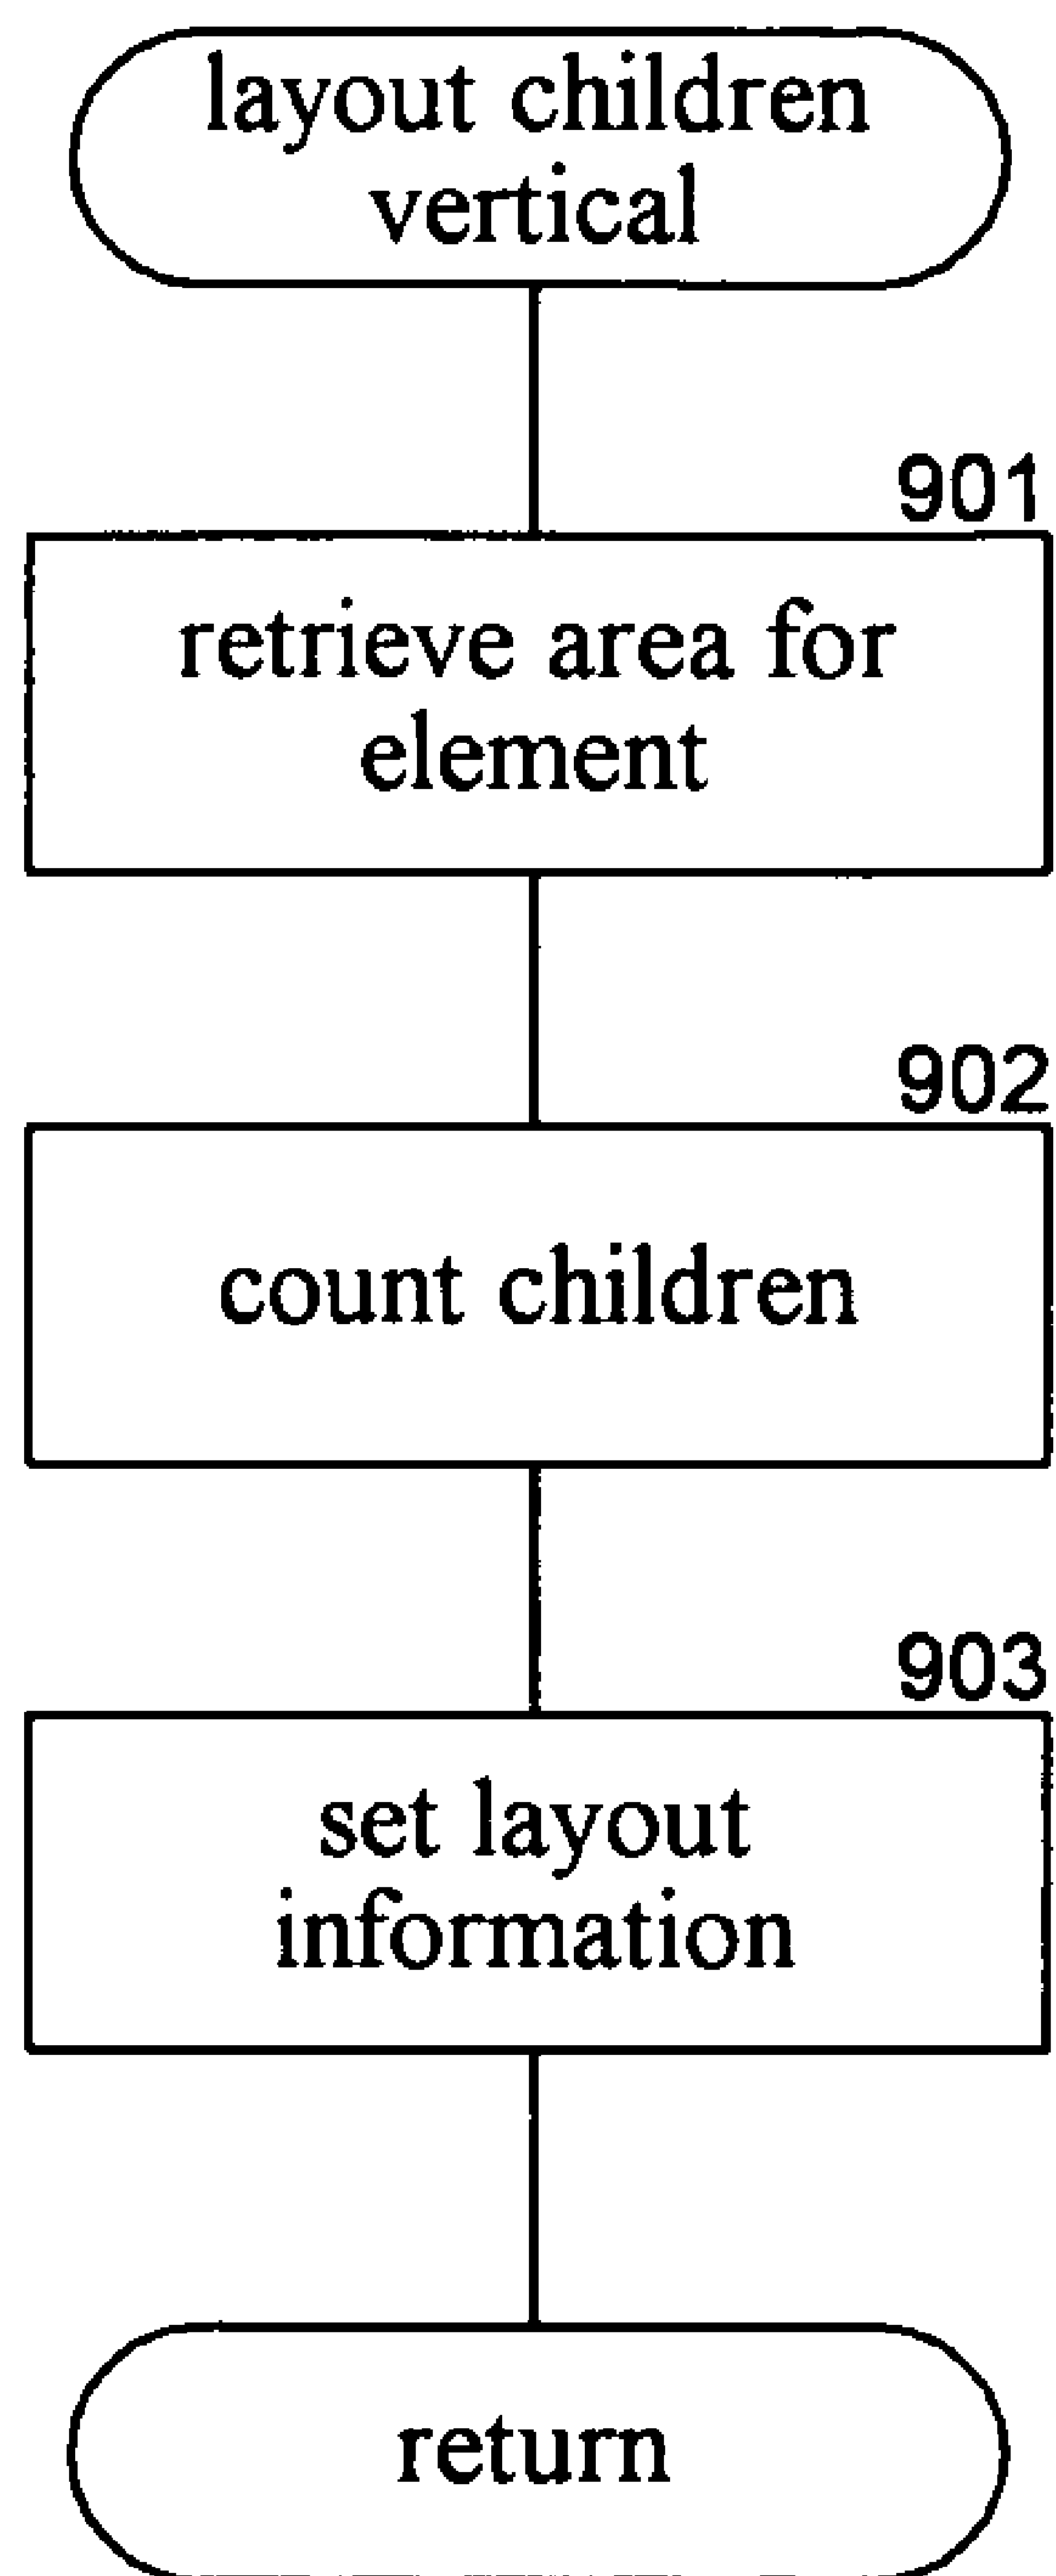 layout children
vertical
901
retrieve area for
element
902
count children
903
set layout
information
return